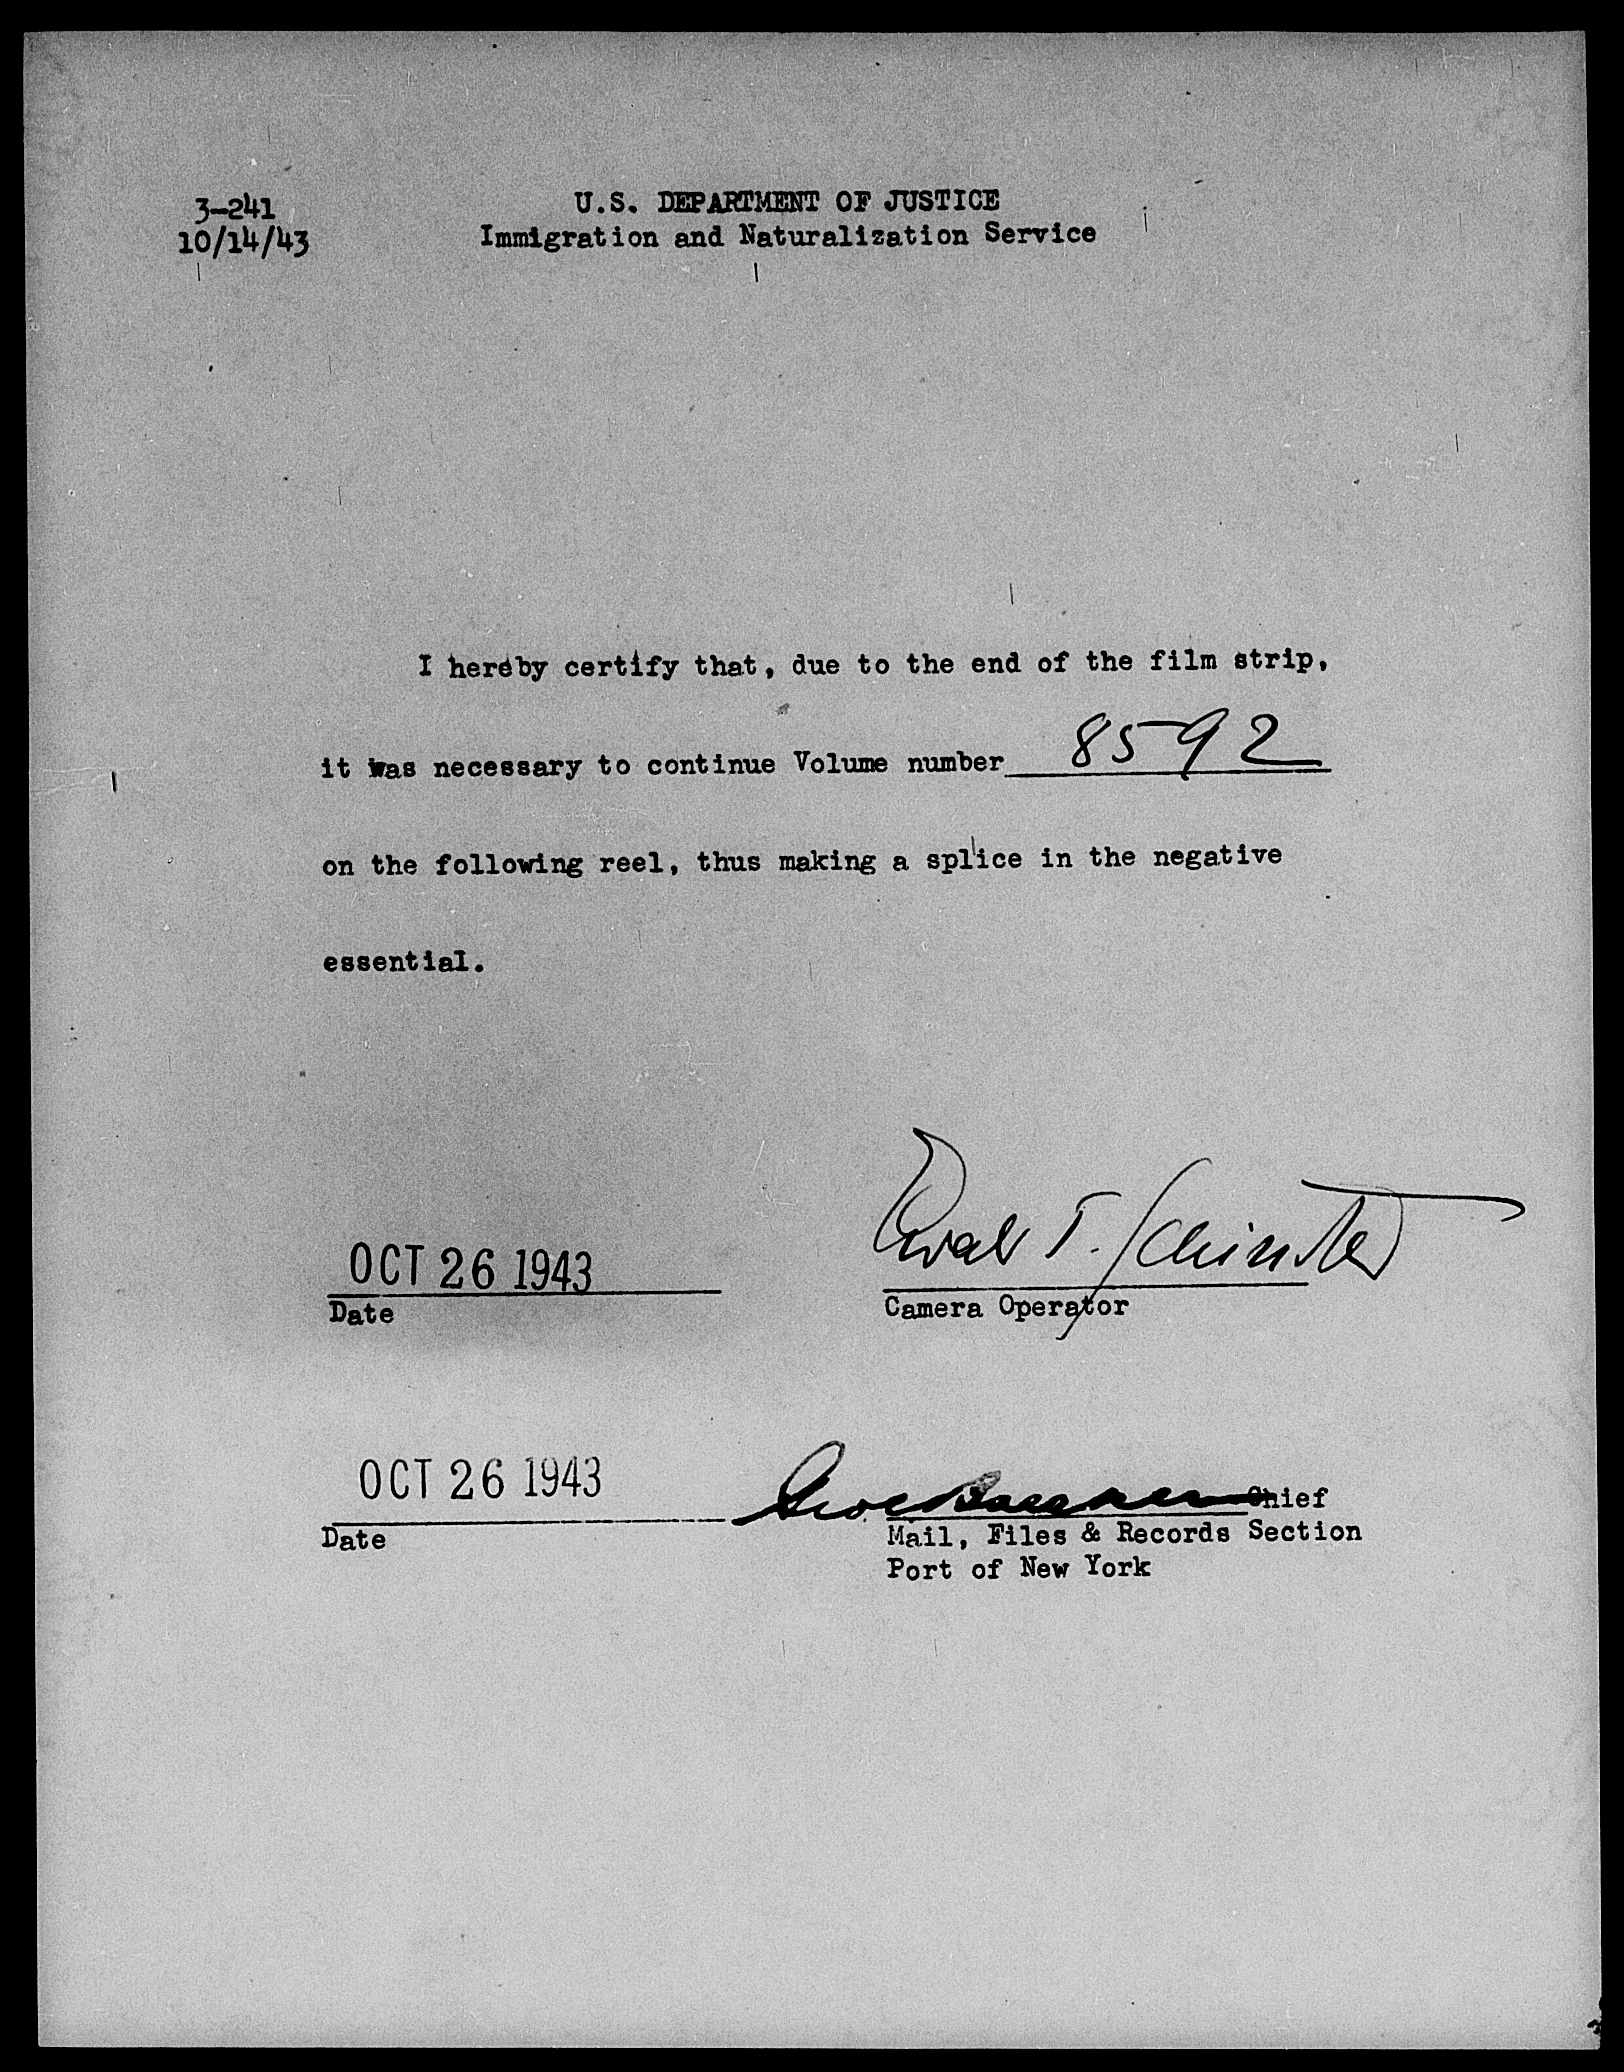 3-241
10/14/43
U.S. DEPARTMENT OF JUSTICE
Immigration and Naturalization Service
I hereby certify that, due to the end of the film strip,
it was necessary to continue Volume number 8592
on the following reel, thus making a splice in the negative
essential.
OCT 26 1943
Date
T.
Camera Operator
OCT 26 1943
Date
Chief
Mail, Files & Records Section
Port of New York